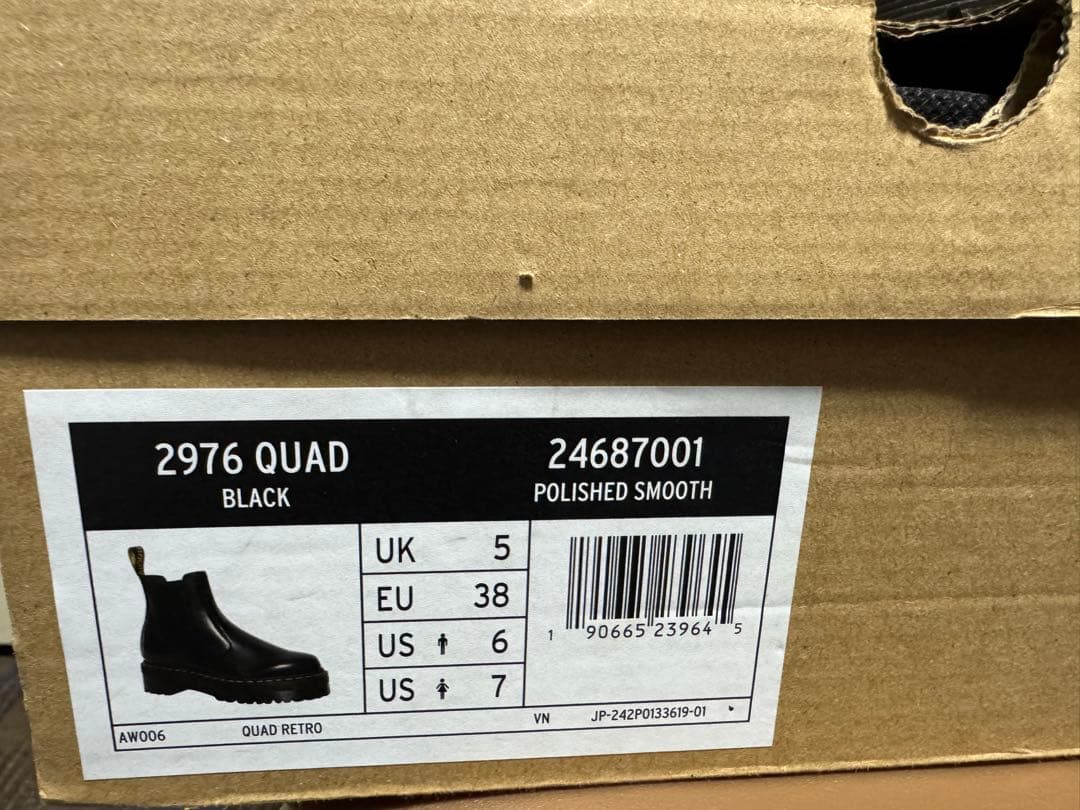 2976 QUAD
BLACK
24687001
POLISHED SMOOTH
UK 5
EU 38
US 6
US 7
1 90665 23964 5
AW006
QUAD RETRO
VN
JP-242P0133619-01